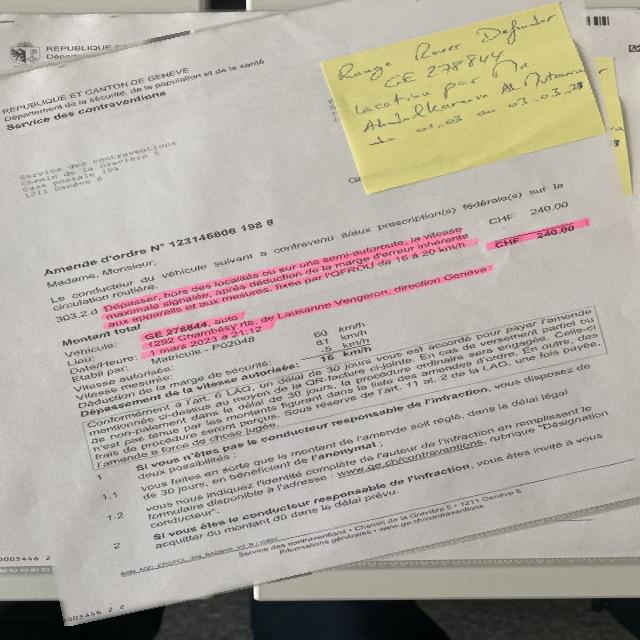 REPUBLIQUE ET
Départem
REPUBLIQUE ET CANTON DE GENEVE
Département de la sécurité, de la population et de la santé
Service des contraventions
Range Rover Defender
GE 278844
Location par Mr.
Abdulkareem Al
du 01.03 au 03.03.23
Service des contraventions
Chemin de la Gravière 5
Case postale 104
1211 Genève 8
Amende d'ordre N° 123146806 198 8
Madame, Monsieur,
Le conducteur du véhicule suivant a contrevenu à/aux prescription(s) fédérale(s) sur la
circulation routière.
303.2 d Dépasser, hors des localités ou sur une semi-autoroute, la vitesse CHF 240.00
maximale signalée, après déduction de la marge d'erreur inhérente
aux appareils et aux mesures, fixée par l'OFROU de 16 à 20 km/h
Montant total CHF 240.00
Véhicule: GE 278844, auto
Lieu: 1292 Chambésy rte. de Lausanne Vengeron, direction Genève
Date/Heure: 1 mars 2023 à 21:12
Etabli par: Matricule - P02048
Vitesse autorisée: 60 km/h
Vitesse mesurée: 81 km/h
Déduction de la marge de sécurité: 5 km/h
Dépassement de la vitesse autorisée: 16 km/h
Conformément à l'art. 6 LAO, un délai de 30 jours vous est accordé pour payer l'amende
mentionnée ci-dessus au moyen de la QR-facture ci-jointe. En cas de versement partiel ou
de non-paiement dans le délai de 30 jours, la procédure ordinaire sera engagée. Celle-ci
n'est pas tenue par les montants figurant dans la liste des amendes d'ordre. En outre, des
frais de procédure seront perçus. Sous réserve de l'art. 11 al. 2 de la LAO, une fois payée,
l'amende a force de chose jugée.
1 Si vous n'êtes pas le conducteur responsable de l'infraction, vous disposez de
deux possibilités :
1.1 vous faites en sorte que le montant de l'amende soit réglé, dans le délai légal
de 30 jours, en bénéficiant de l'anonymat ;
1.2 vous nous indiquez l'identité complète de l'auteur de l'infraction en remplissant le
formulaire disponible à l'adresse : www.ge.ch/contraventions, rubrique "Désignation
conducteur".
2 Si vous êtes le conducteur responsable de l'infraction, vous êtes invité à vous
acquitter du montant dû dans le délai prévu.
Service des contraventions • Chemin de la Gravière 5 • 1211 Genève 8
Informations générales • www.ge.ch/contraventions
0005446 2
0005446 2 2